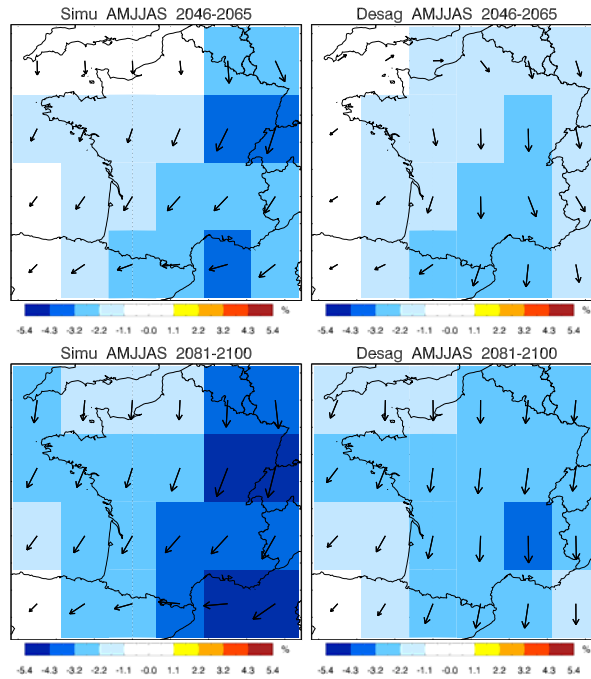 Simu AMJJAS 2046-2065
Desag AMJJAS 2046-2065
%
-5.4 -4.3 -3.2 -2.2 -1.1 -0.0 1.1 2.2 3.2 4.3 5.4
%
-5.4 -4.3 -3.2 -2.2 -1.1 -0.0 1.1 2.2 3.2 4.3 5.4
Simu AMJJAS 2081-2100
Desag AMJJAS 2081-2100
%
-5.4 -4.3 -3.2 -2.2 -1.1 -0.0 1.1 2.2 3.2 4.3 5.4
%
-5.4 -4.3 -3.2 -2.2 -1.1 -0.0 1.1 2.2 3.2 4.3 5.4